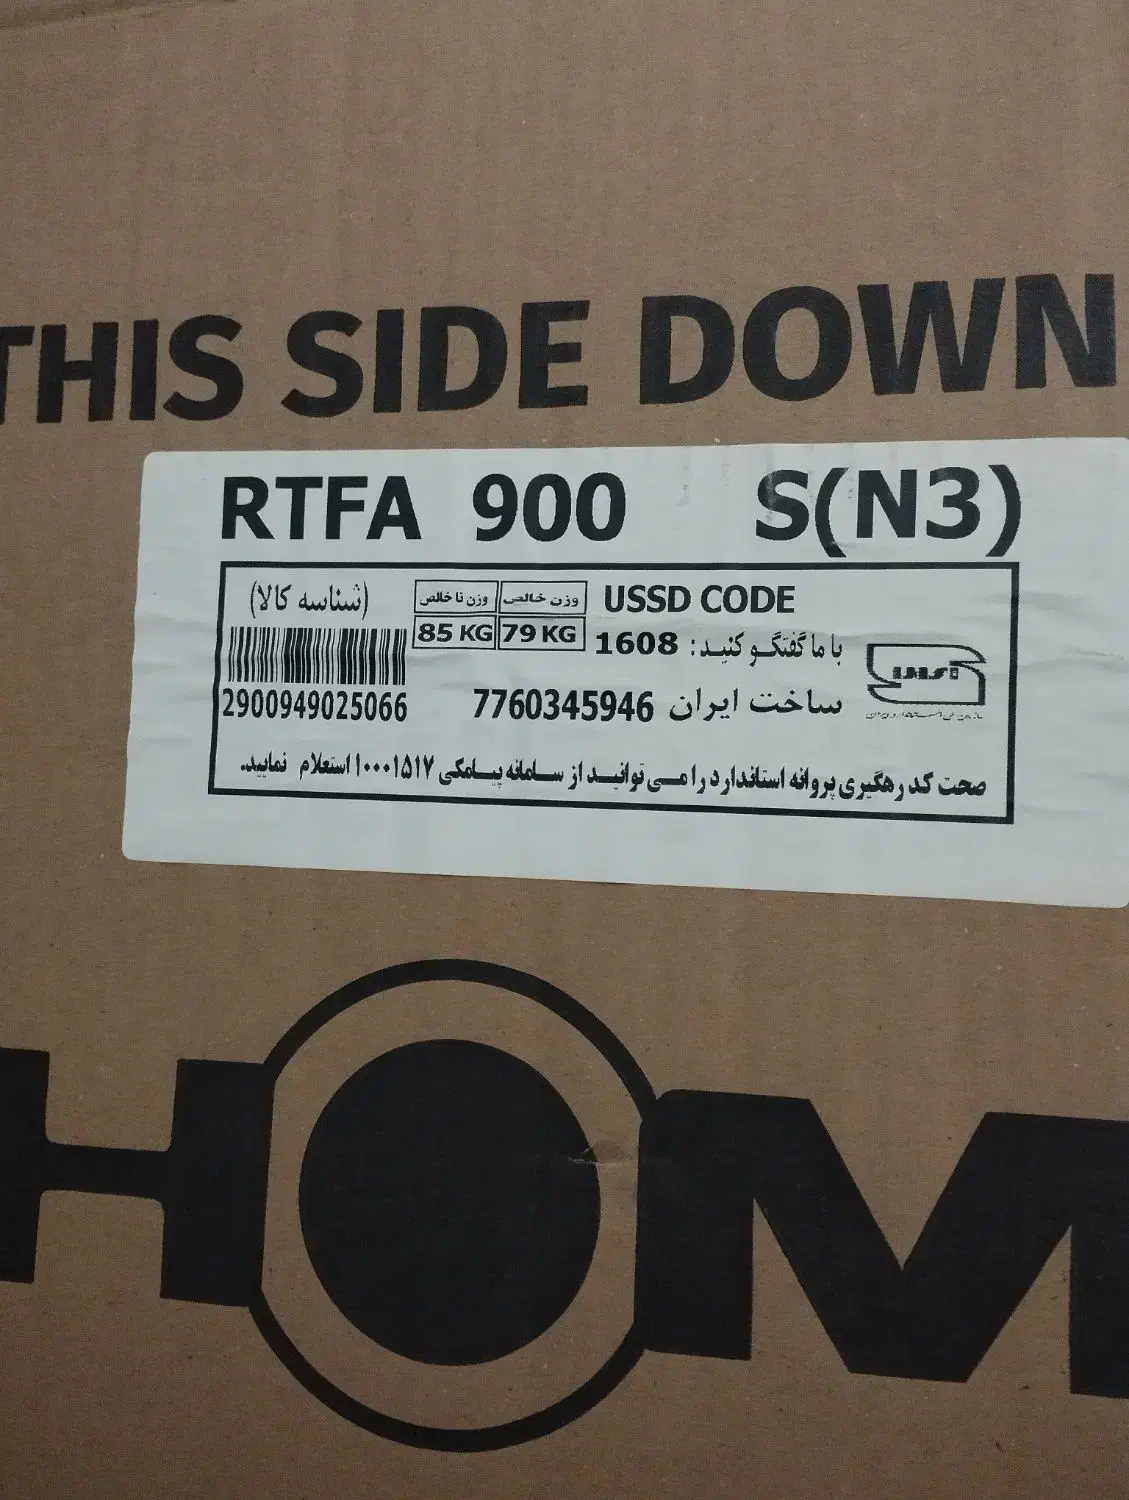 THIS SIDE DOWN
RTFA 900 S(N3)
(شناسه کالا)
وزن ناخالص وزن خالص
85 KG 79 KG
USSD CODE
با ما گفتگو کنید: 1608
2900949025066
ساخت ایران 7760345946
صحت کد رهگیری پروانه استاندارد را می توانید از سامانه پیامکی ۱۰۰۰۱۵۱۷ استعلام نمایید.
HOM